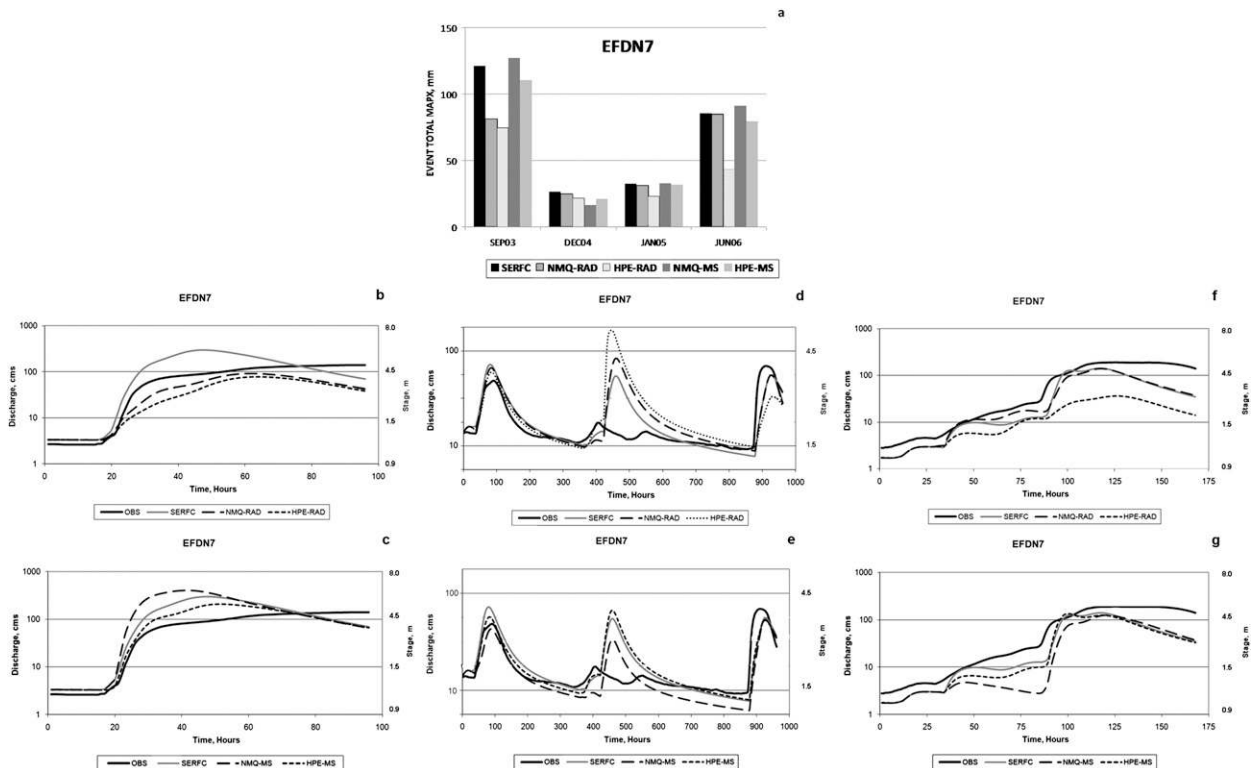 a
EFDN7
EVENT TOTAL MAPX, mm
150
100
50
0
SEP03 DEC04 JAN05 JUN06
SERFC NMQ-RAD HPE-RAD NMQ-MS HPE-MS
b
EFDN7
Discharge, cms
1000
100
10
1
8.0
4.5
1.5
0.9
Stage, m
0 20 40 60 80 100
Time, Hours
OBS SERFC NMQ-RAD HPE-RAD
d
EFDN7
Discharge, cms
100
10
4.5
1.5
Stage, m
0 100 200 300 400 500 600 700 800 900 1000
Time, Hours
OBS SERFC NMQ-RAD HPE-RAD
f
EFDN7
Discharge, cms
1000
100
10
1
8.0
4.5
1.5
0.9
Stage, m
0 25 50 75 100 125 150 175
Time, Hours
OBS SERFC NMQ-RAD HPE-RAD
c
EFDN7
Discharge, cms
1000
100
10
1
8.0
4.5
1.5
0.9
Stage, m
0 20 40 60 80 100
Time, Hours
OBS SERFC NMQ-MS HPE-MS
e
EFDN7
Discharge, cms
100
10
4.5
1.5
Stage, m
0 100 200 300 400 500 600 700 800 900 1000
Time, Hours
OBS SERFC NMQ-MS HPE-MS
g
EFDN7
Discharge, cms
1000
100
10
1
8.0
4.5
1.5
0.9
Stage, m
0 25 50 75 100 125 150 175
Time, Hours
OBS SERFC NMQ-MS HPE-MS